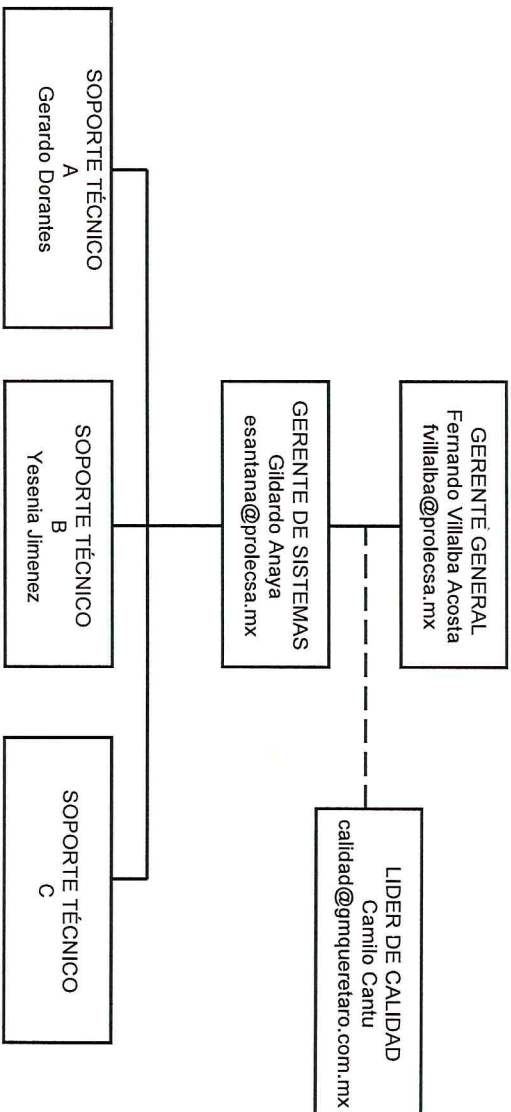 GERENTE GENERAL
Fernando Villalba Acosta
fvillalba@prolecsa.mx
LIDER DE CALIDAD
Camilo Cantu
calidad@gmqueretaro.com.mx
GERENTE DE SISTEMAS
Gildardo Anaya
esantana@prolecsa.mx
SOPORTE TÉCNICO
A
Gerardo Dorantes
SOPORTE TÉCNICO
B
Yesenia Jimenez
SOPORTE TÉCNICO
C